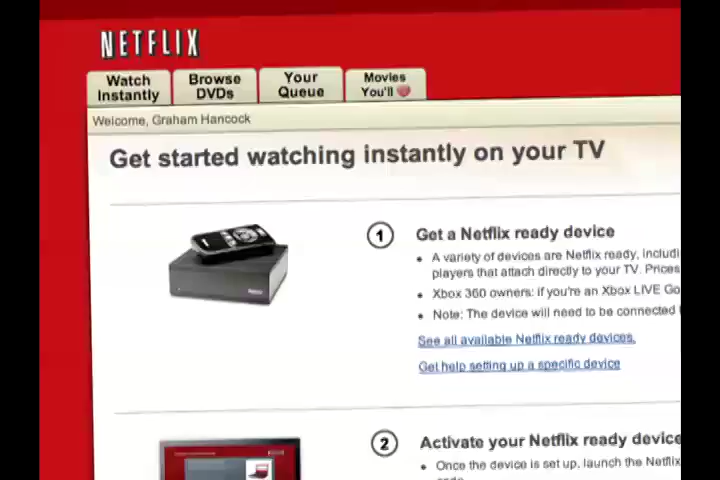 NETFLIX
Watch Instantly
Browse DVDs
Your Queue
Movies You'll
Welcome, Graham Hancock
Get started watching instantly on your TV
1 Get a Netflix ready device
• A variety of devices are Netflix ready, includi
players that attach directly to your TV. Prices
• Xbox 360 owners: if you're an Xbox LIVE Go
• Note: The device will need to be connected
See all available Netflix ready devices.
Get help setting up a specific device
2 Activate your Netflix ready device
• Once the device is set up, launch the Netflix